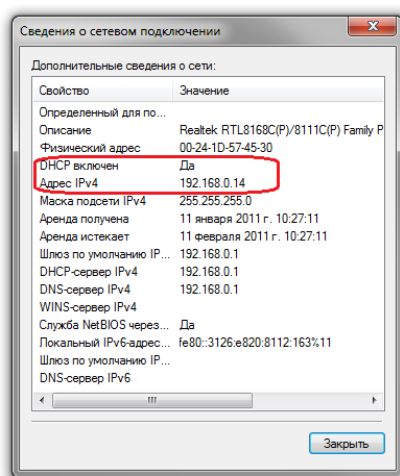 Сведения о сетевом подключении
Дополнительные сведения о сети:
Свойство Значение
Определенный для по...
Описание Realtek RTL8168C(P)/8111C(P) Family P
Физический адрес 00-24-1D-57-45-30
DHCP включен Да
Адрес IPv4 192.168.0.14
Маска подсети IPv4 255.255.255.0
Аренда получена 11 января 2011 г. 10:27:11
Аренда истекает 11 февраля 2011 г. 10:27:11
Шлюз по умолчанию IP... 192.168.0.1
DHCP-сервер IPv4 192.168.0.1
DNS-сервер IPv4 192.168.0.1
WINS-сервер IPv4
Служба NetBIOS через... Да
Локальный IPv6-адрес... fe80::3126:e820:8112:163%11
Шлюз по умолчанию IP...
DNS-сервер IPv6
Закрыть